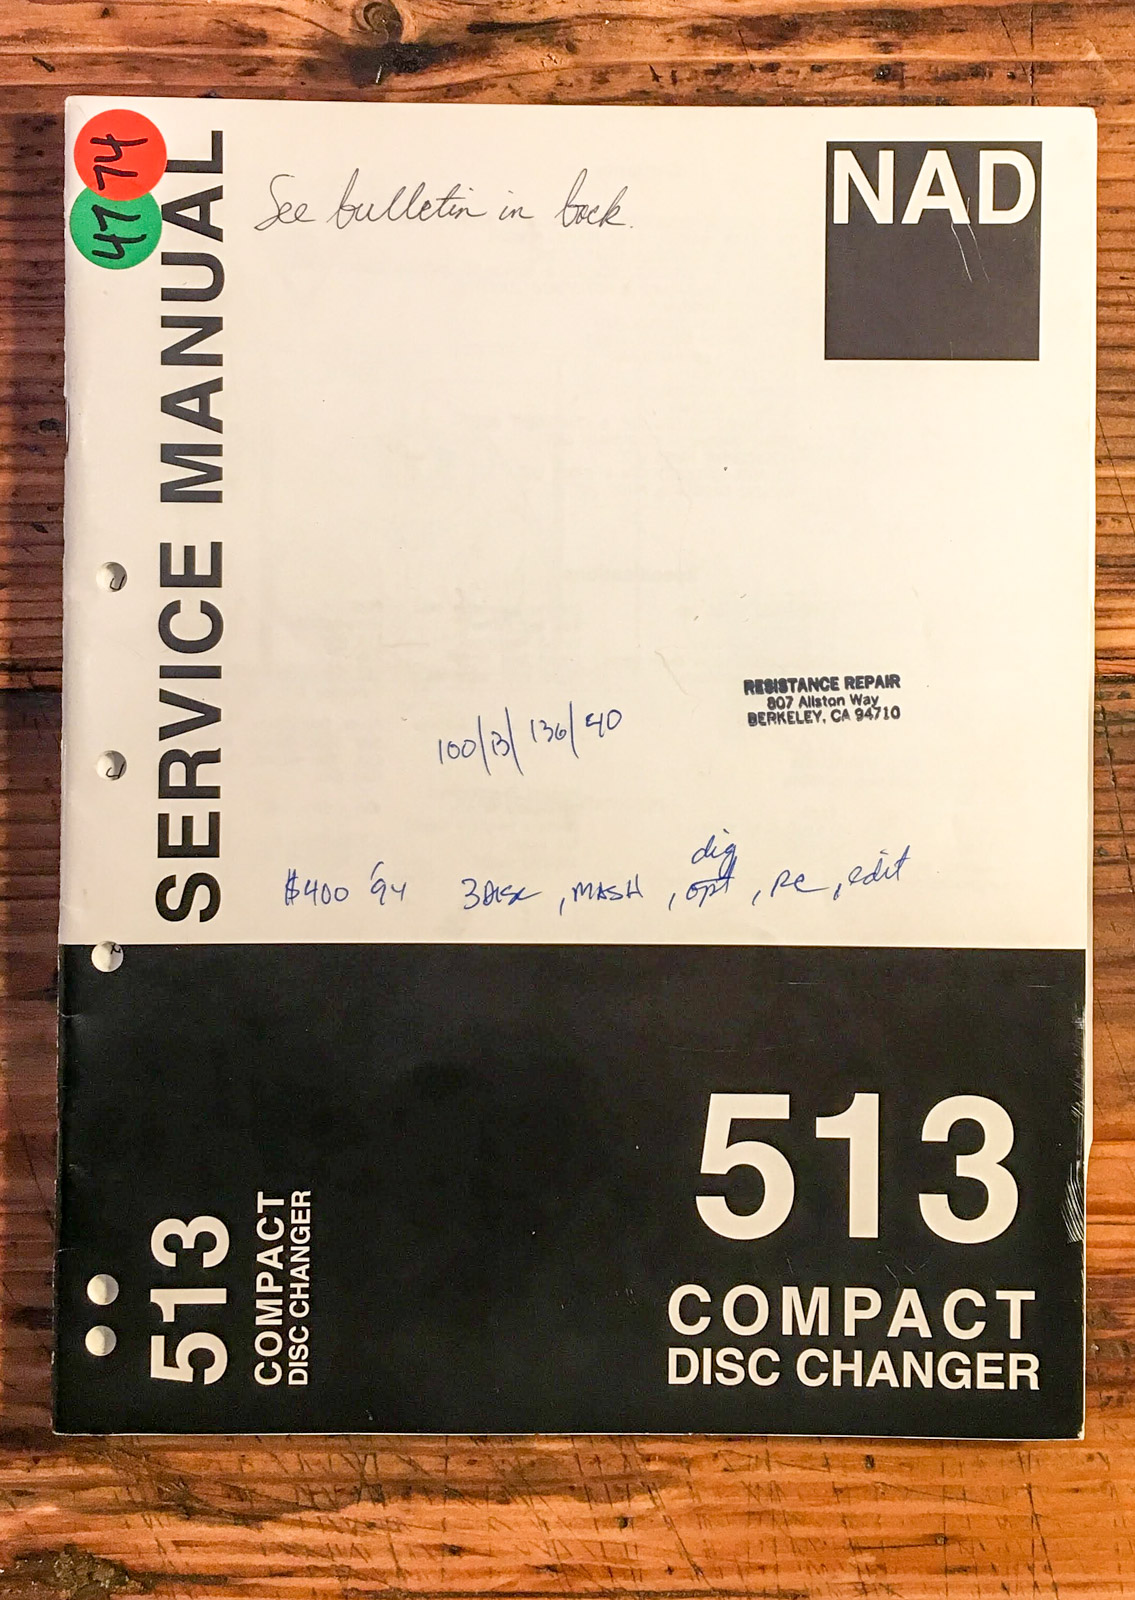 74
47
SERVICE MANUAL
See bulletin in back.
NAD
RESISTANCE REPAIR
807 Allston Way
BERKELEY, CA 94710
100/13/136/90
dig
$400 '94 3Disc, MASH, opt, RC, edit
513
COMPACT
DISC CHANGER
513
COMPACT
DISC CHANGER